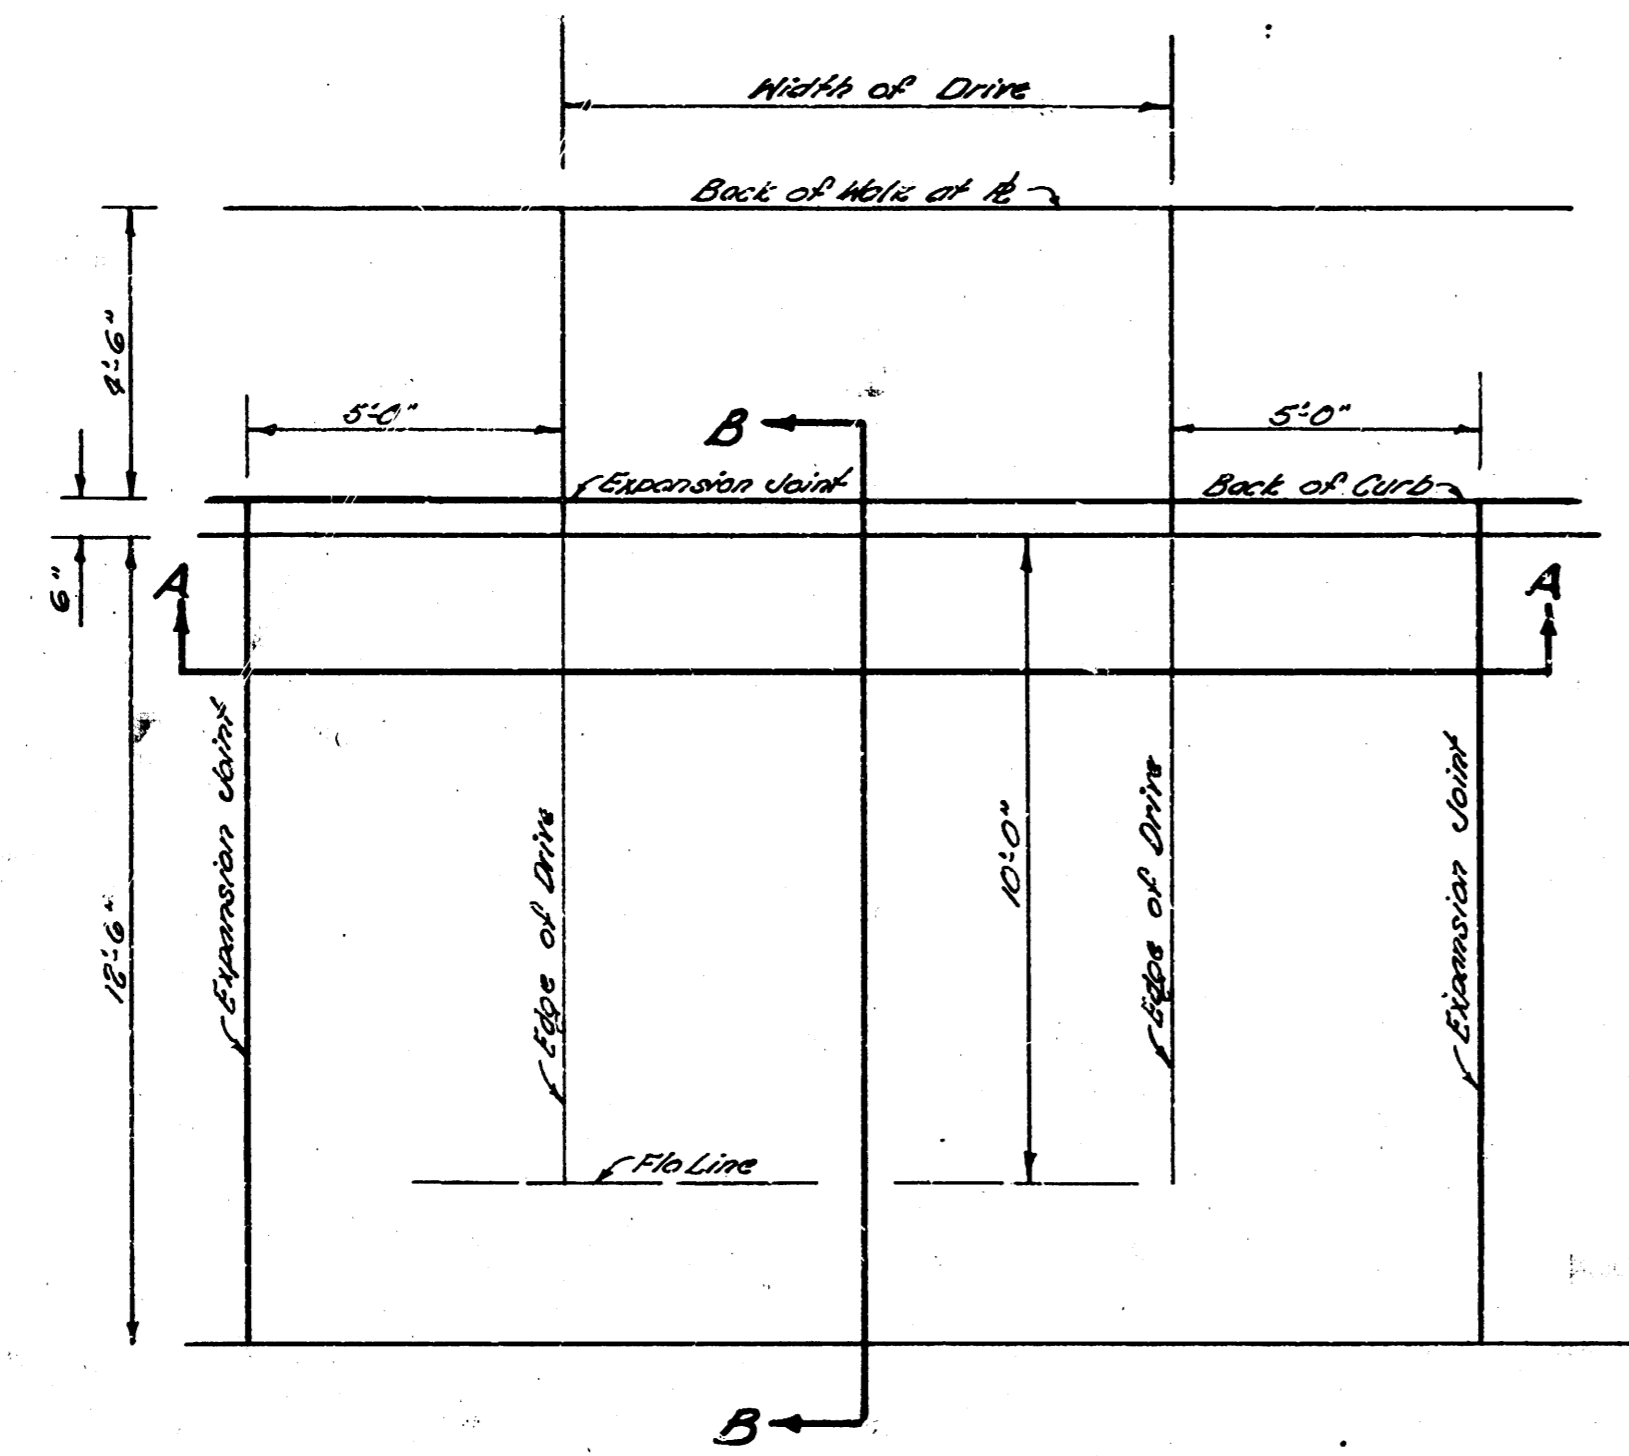 Width of Drive
Back of Walk at ⅊
4'-6"
5'-0"
B
5'-0"
Expansion Joint
Back of Curb
6"
A
A
12'-6"
Expansion Joint
Edge of Drive
10'-0"
Edge of Drive
Expansion Joint
Flo Line
B